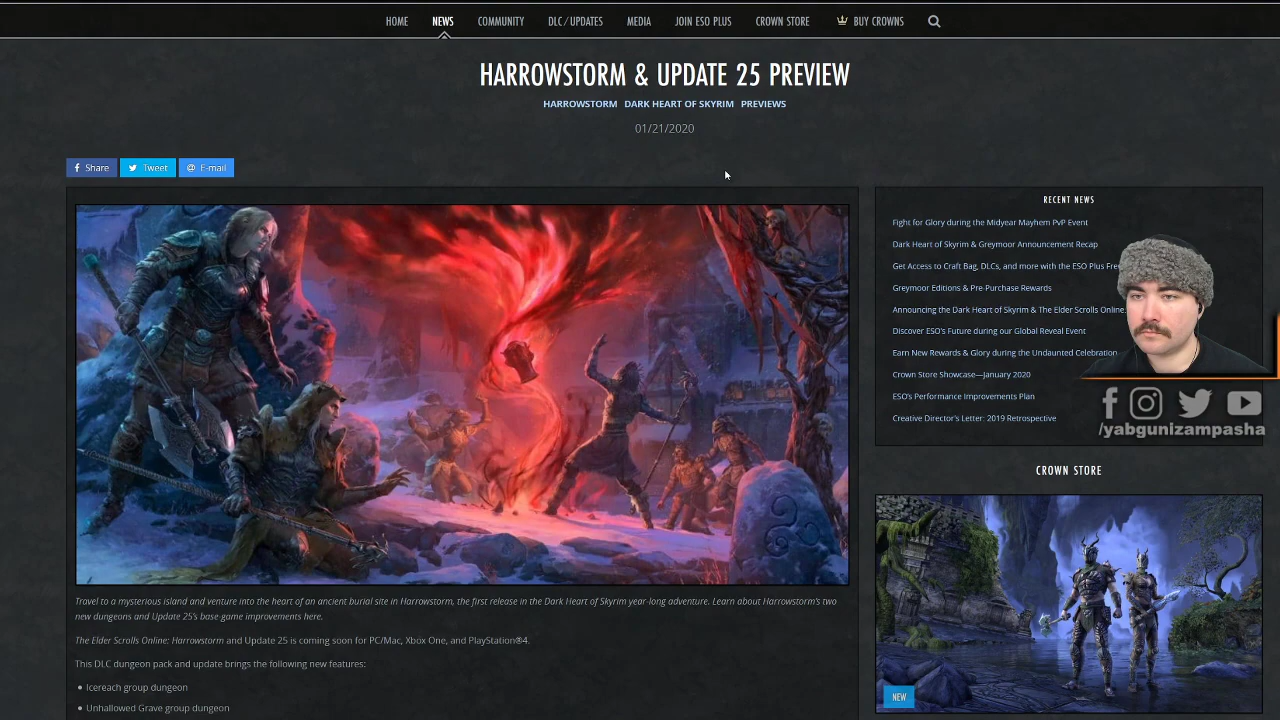 HOME NEWS COMMUNITY DLC/UPDATES MEDIA JOIN ESO PLUS CROWN STORE BUY CROWNS
HARROWSTORM & UPDATE 25 PREVIEW
HARROWSTORM DARK HEART OF SKYRIM PREVIEWS
01/21/2020
Share Tweet E-mail
Travel to a mysterious island and venture into the heart of an ancient burial site in Harrowstorm, the first release in the Dark Heart of Skyrim year-long adventure. Learn about Harrowstorm's two
new dungeons and Update 25's base game improvements here.
The Elder Scrolls Online: Harrowstorm and Update 25 is coming soon for PC/Mac, Xbox One, and PlayStation®4.
This DLC dungeon pack and update brings the following new features:
• Icereach group dungeon
• Unhallowed Grave group dungeon
RECENT NEWS
Fight for Glory during the Midyear Mayhem PvP Event
Dark Heart of Skyrim & Greymoor Announcement Recap
Get Access to Craft Bag, DLCs, and more with the ESO Plus
Greymoor Editions & Pre-Purchase Rewards
Announcing the Dark Heart of Skyrim & The Elder Scrolls Online:
Discover ESO's Future during our Global Reveal Event
Earn New Rewards & Glory during the Undaunted Celebration
Crown Store Showcase—January 2020
ESO's Performance Improvements Plan
Creative Director's Letter: 2019 Retrospective
/yabgunizampasha
CROWN STORE
NEW